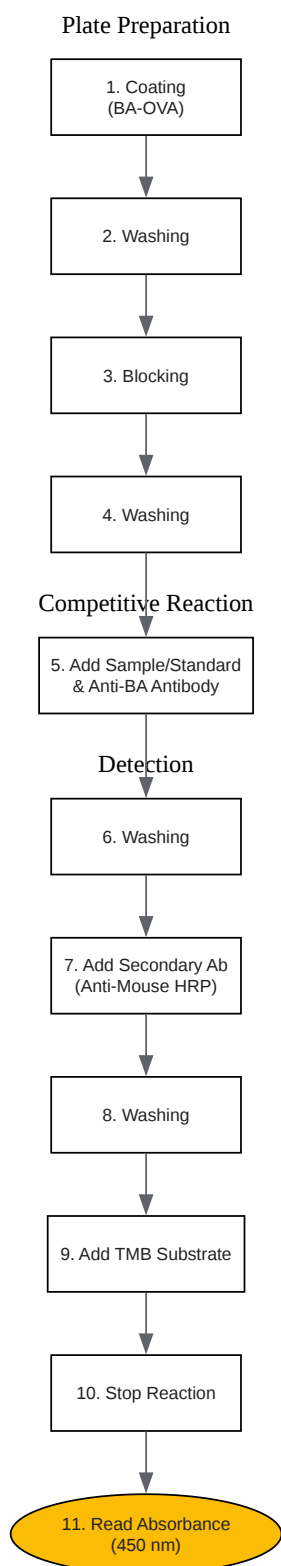 Plate Preparation
1. Coating
(BA-OVA)
2. Washing
3. Blocking
4. Washing
Competitive Reaction
5. Add Sample/Standard
& Anti-BA Antibody
Detection
6. Washing
7. Add Secondary Ab
(Anti-Mouse HRP)
8. Washing
9. Add TMB Substrate
10. Stop Reaction
11. Read Absorbance
(450 nm)